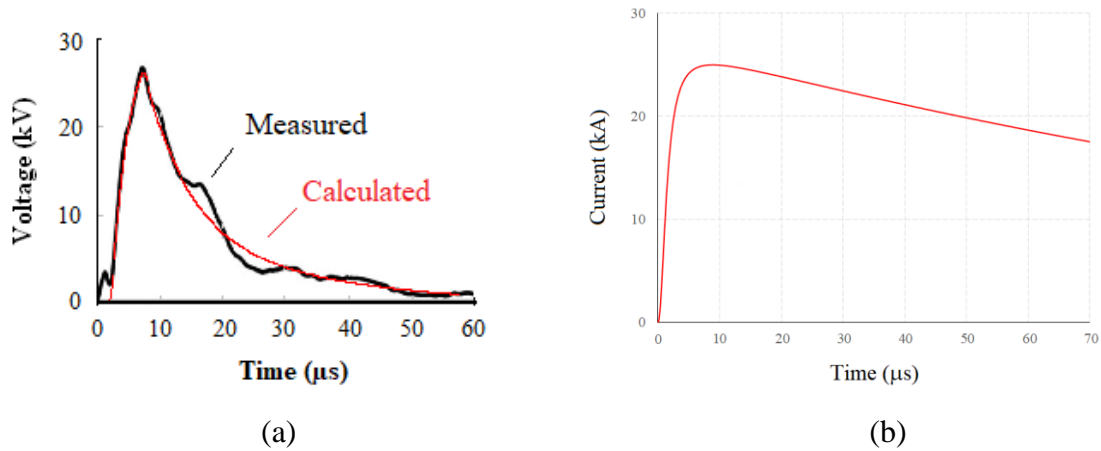 30
20
10
0
Voltage (kV)
Measured
Calculated
0 10 20 30 40 50 60
Time (μs)
(a)
30
20
10
0
Current (kA)
0 10 20 30 40 50 60 70
Time (μs)
(b)